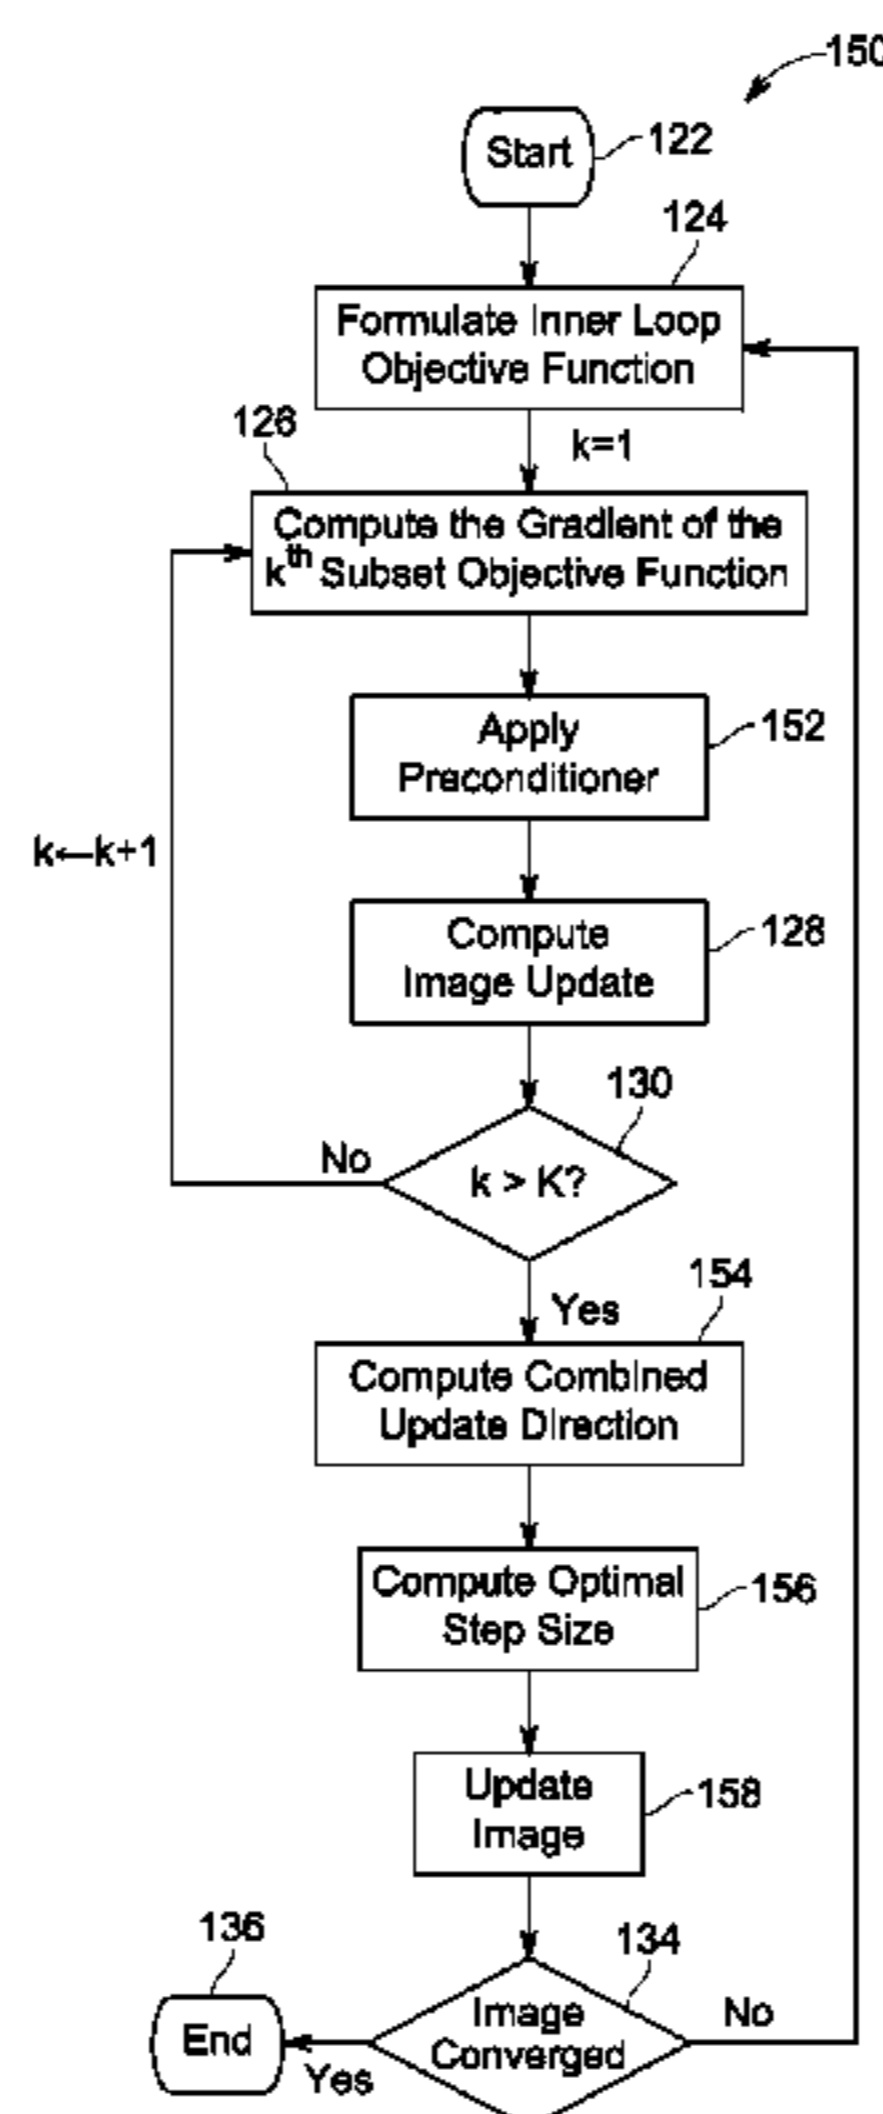 150
Start
122
124
Formulate Inner Loop
Objective Function
126
k=1
Compute the Gradient of the
kth Subset Objective Function
Apply
Preconditioner
152
k←k+1
Compute
Image Update
128
130
No
k > K?
154
Yes
Compute Combined
Update Direction
Compute Optimal
Step Size
156
Update
Image
158
136
134
End
Image
Converged
No
Yes